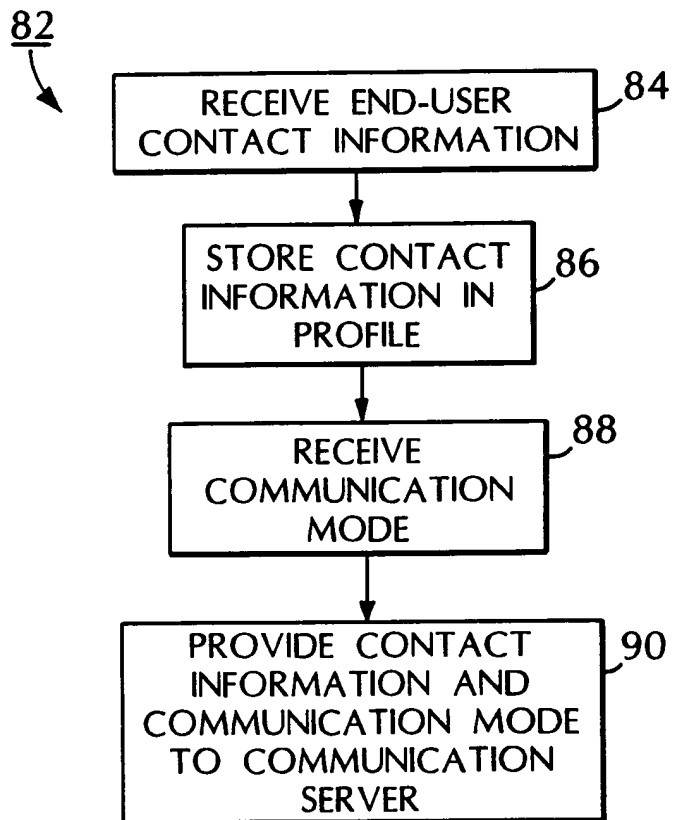 82
RECEIVE END-USER
CONTACT INFORMATION
84
STORE CONTACT
INFORMATION IN
PROFILE
86
RECEIVE
COMMUNICATION
MODE
88
PROVIDE CONTACT
INFORMATION AND
COMMUNICATION MODE
TO COMMUNICATION
SERVER
90